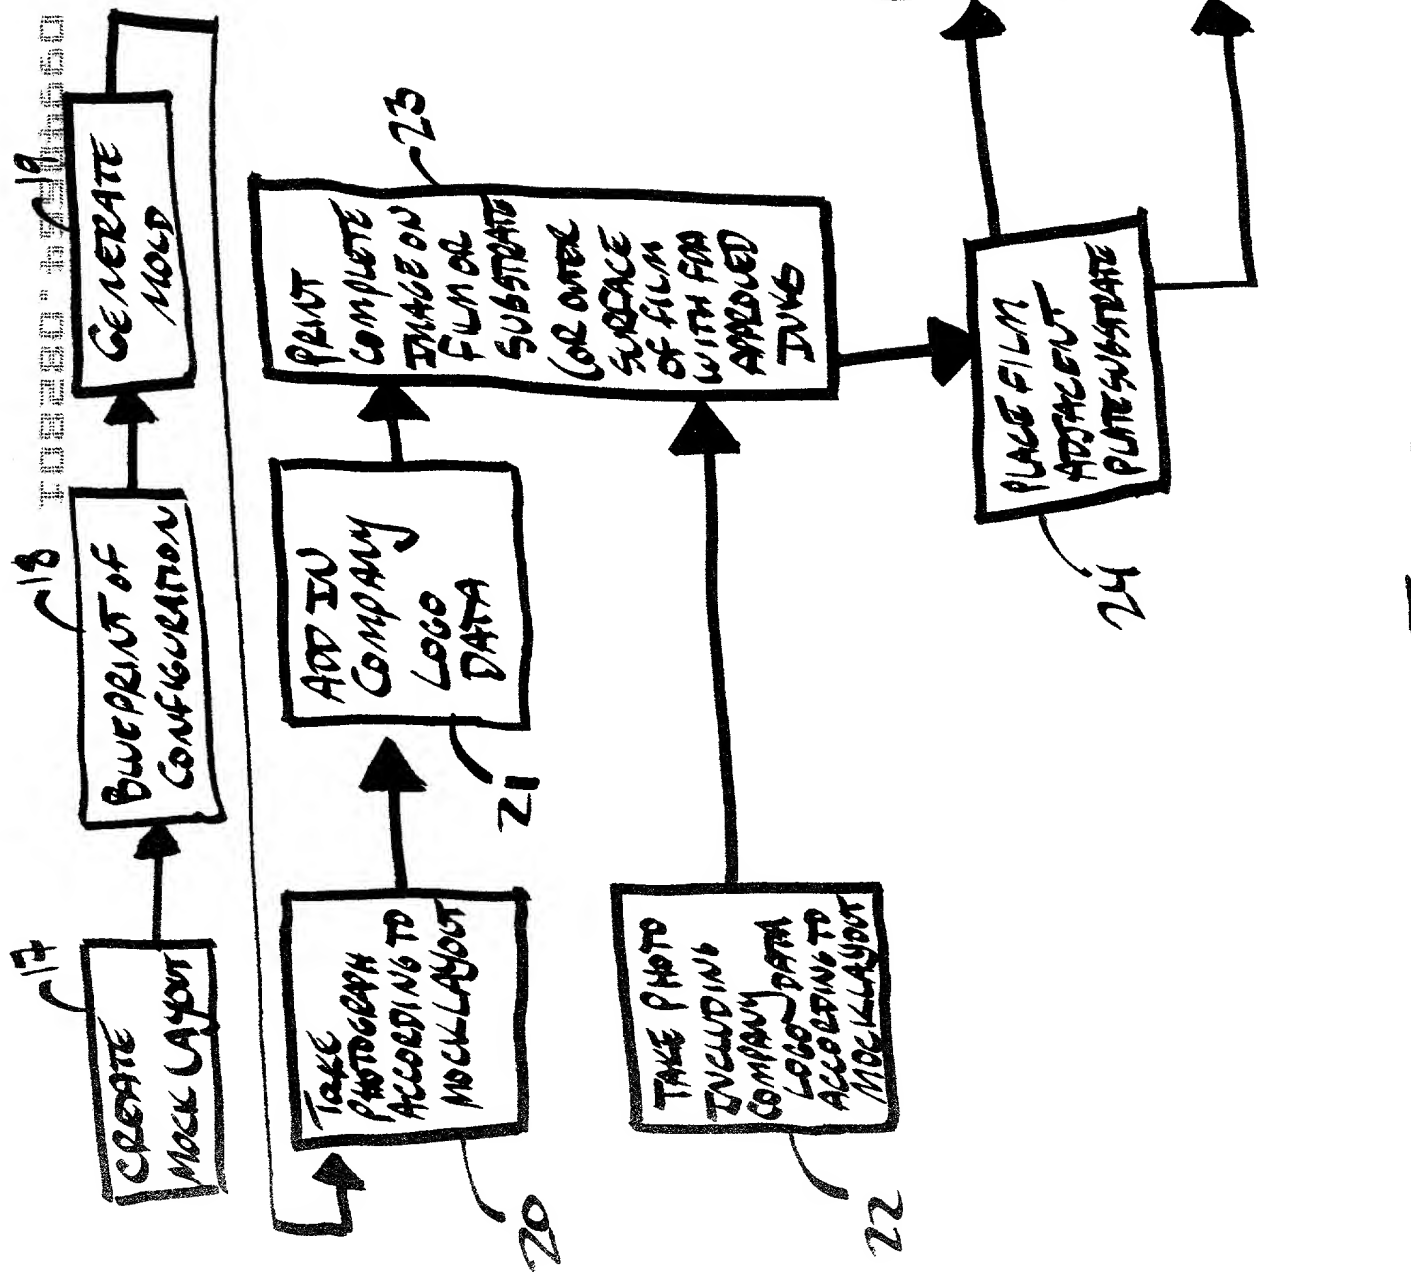 17
CREATE
MOCK LAYOUT
18
BLUEPRINT OF
CONFIGURATION
19
GENERATE
MOLD
20
TAKE
PHOTOGRAPH
ACCORDING TO
MOCK LAYOUT
21
ADD IN
COMPANY
LOGO
DATA
22
TAKE PHOTO
INCLUDING
COMPANY
LOGO DATA
ACCORDING TO
MOCK LAYOUT
23
PRINT
COMPLETE
IMAGE ON
FILM OR
SUBSTRATE
(OR OUTER
SURFACE
OF FILM
WITH FDA
APPROVED
INKS
24
PLACE FILM
ADJACENT
PLATE SUBSTRATE